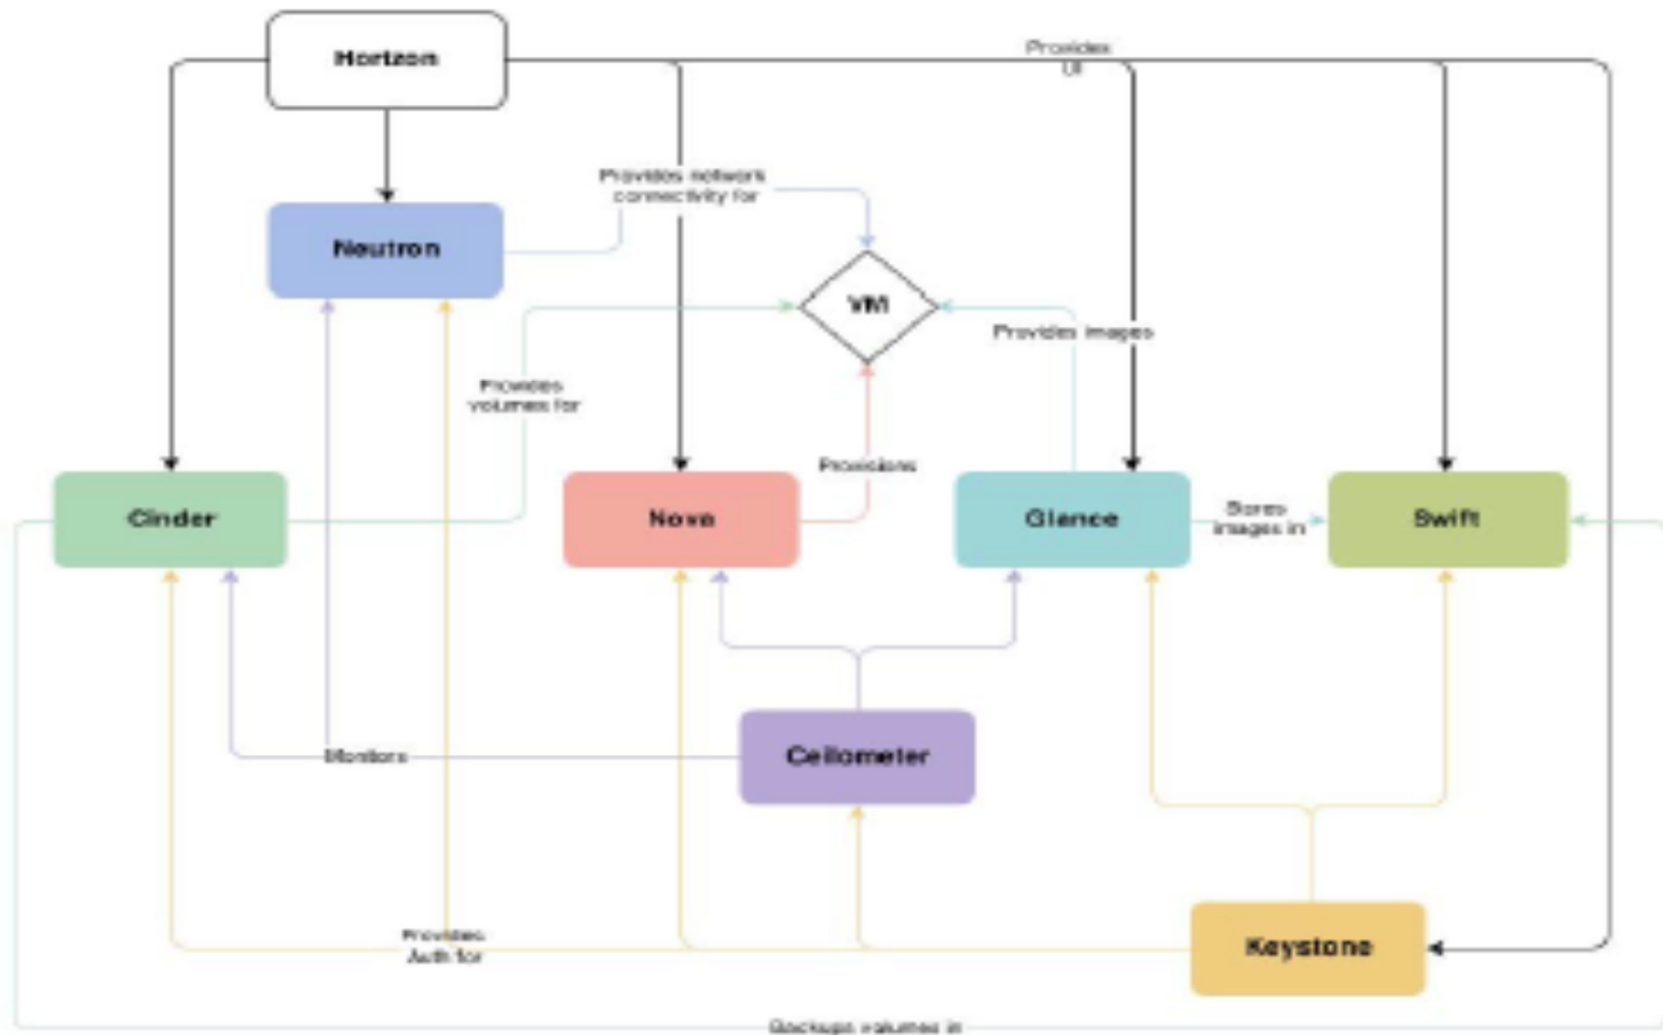 Horizon
Provides
UI
Provides network
connectivity for
Neutron
VM
Provides images
Provides
volumes for
Provisions
Cinder
Nova
Glance
Stores
images in
Swift
Monitors
Ceilometer
Provides
Auth for
Keystone
Backups volumes in